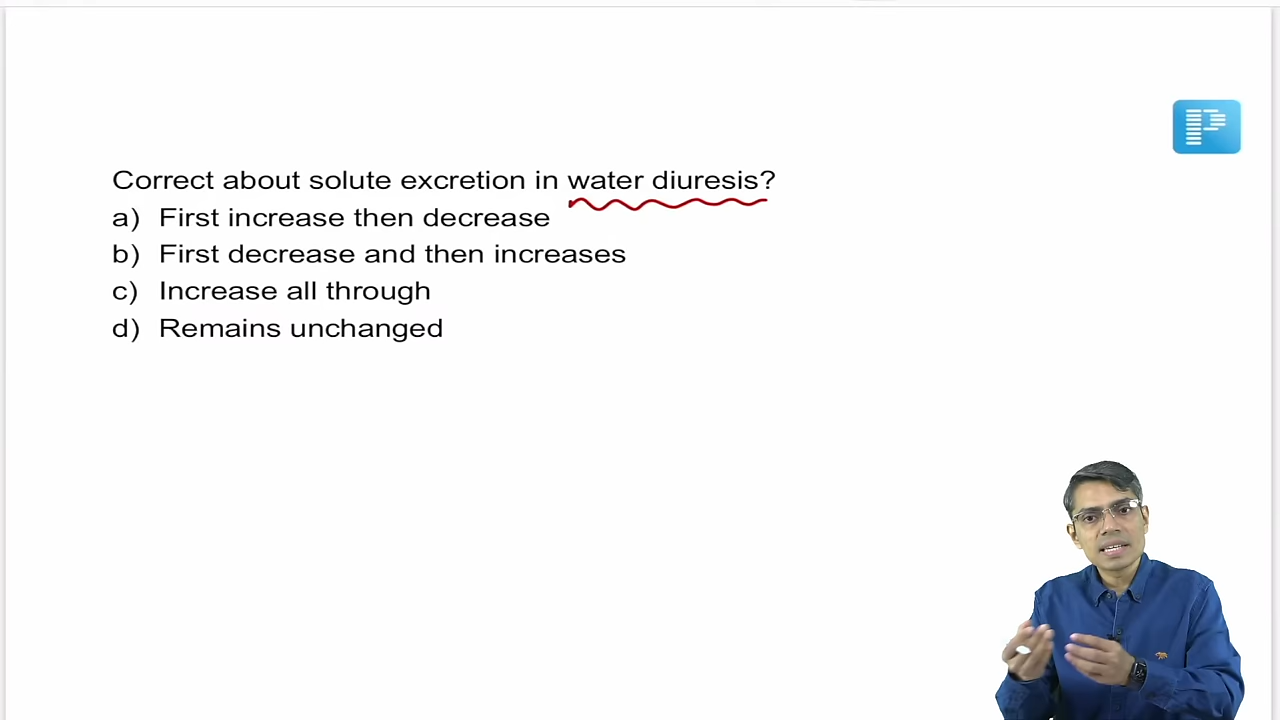 Correct about solute excretion in water diuresis?
a) First increase then decrease
b) First decrease and then increases
c) Increase all through
d) Remains unchanged